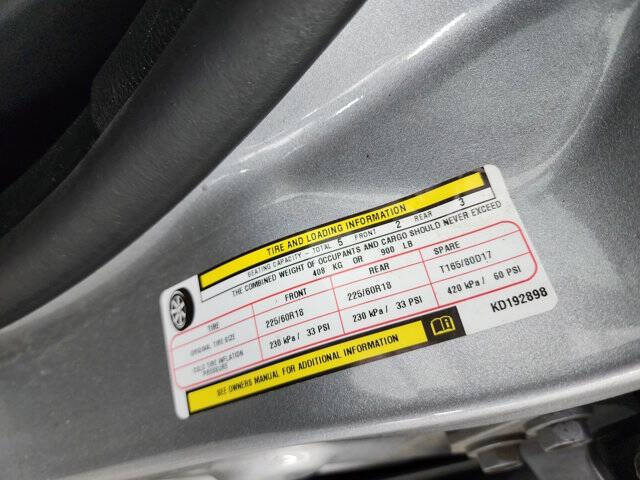 TIRE AND LOADING INFORMATION
SEATING CAPACITY - TOTAL 5 FRONT 2 REAR 3
THE COMBINED WEIGHT OF OCCUPANTS AND CARGO SHOULD NEVER EXCEED
408 KG OR 900 LB
TIRE FRONT REAR SPARE
ORIGINAL TIRE SIZE 225/60R18 225/60R18 T165/80D17
COLD TIRE INFLATION PRESSURE 230 kPa / 33 PSI 230 kPa / 33 PSI 420 kPa / 60 PSI
SEE OWNERS MANUAL FOR ADDITIONAL INFORMATION
KD192898